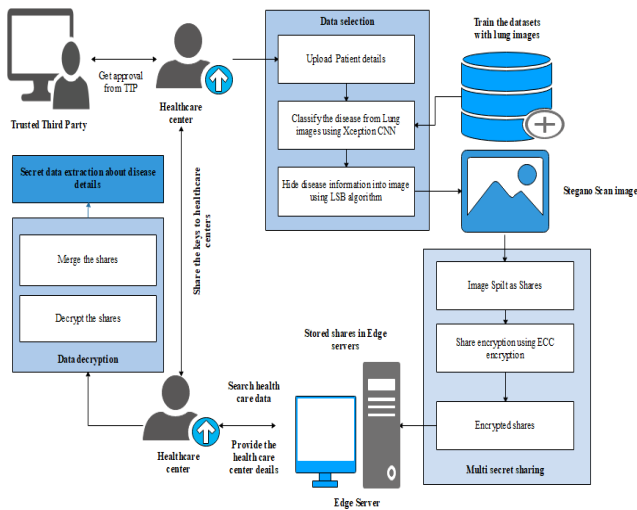 Data selection
Upload Patient details
Classify the disease from Lung
images using Xception CNN
Hide disease information into image
using LSB algorithm
Train the datasets
with lung images
Get approval
from TTP
Trusted Third Party
Healthcare
center
Secret data extraction about disease
details
Merge the shares
Decrypt the shares
Data decryption
Share the keys to healthcare
centers
Stegano Scan image
Image Spilt as Shares
Share encryption using ECC
encryption
Encrypted shares
Multi secret sharing
Stored shares in Edge
servers
Search health
care data
Provide the
health care
center deails
Healthcare
center
Edge Server